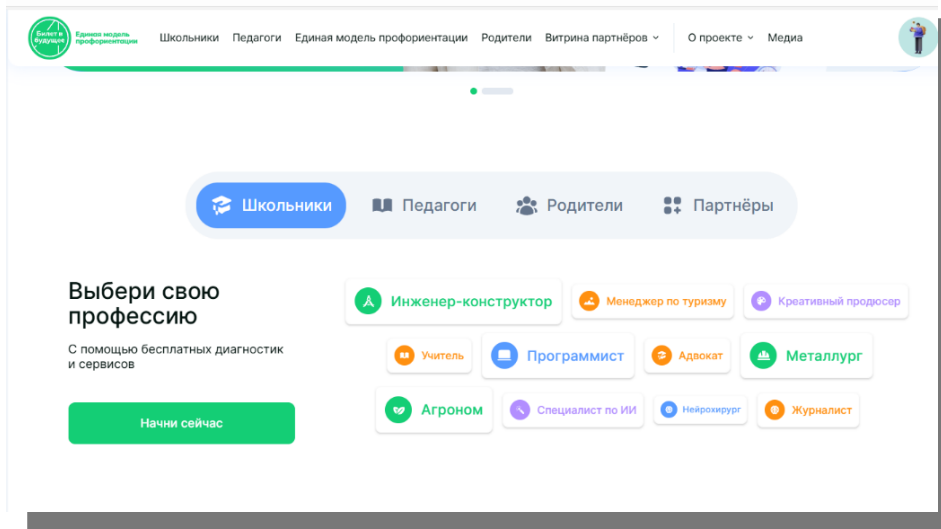 Билет в будущее
Единая модель профориентации
Школьники Педагоги Единая модель профориентации Родители Витрина партнёров О проекте Медиа
Школьники Педагоги Родители Партнёры
Выбери свою
профессию
С помощью бесплатных диагностик
и сервисов
Начни сейчас
Инженер-конструктор Менеджер по туризму Креативный продюсер
Учитель Программист Адвокат Металлург
Агроном Специалист по ИИ Нейрохирург Журналист